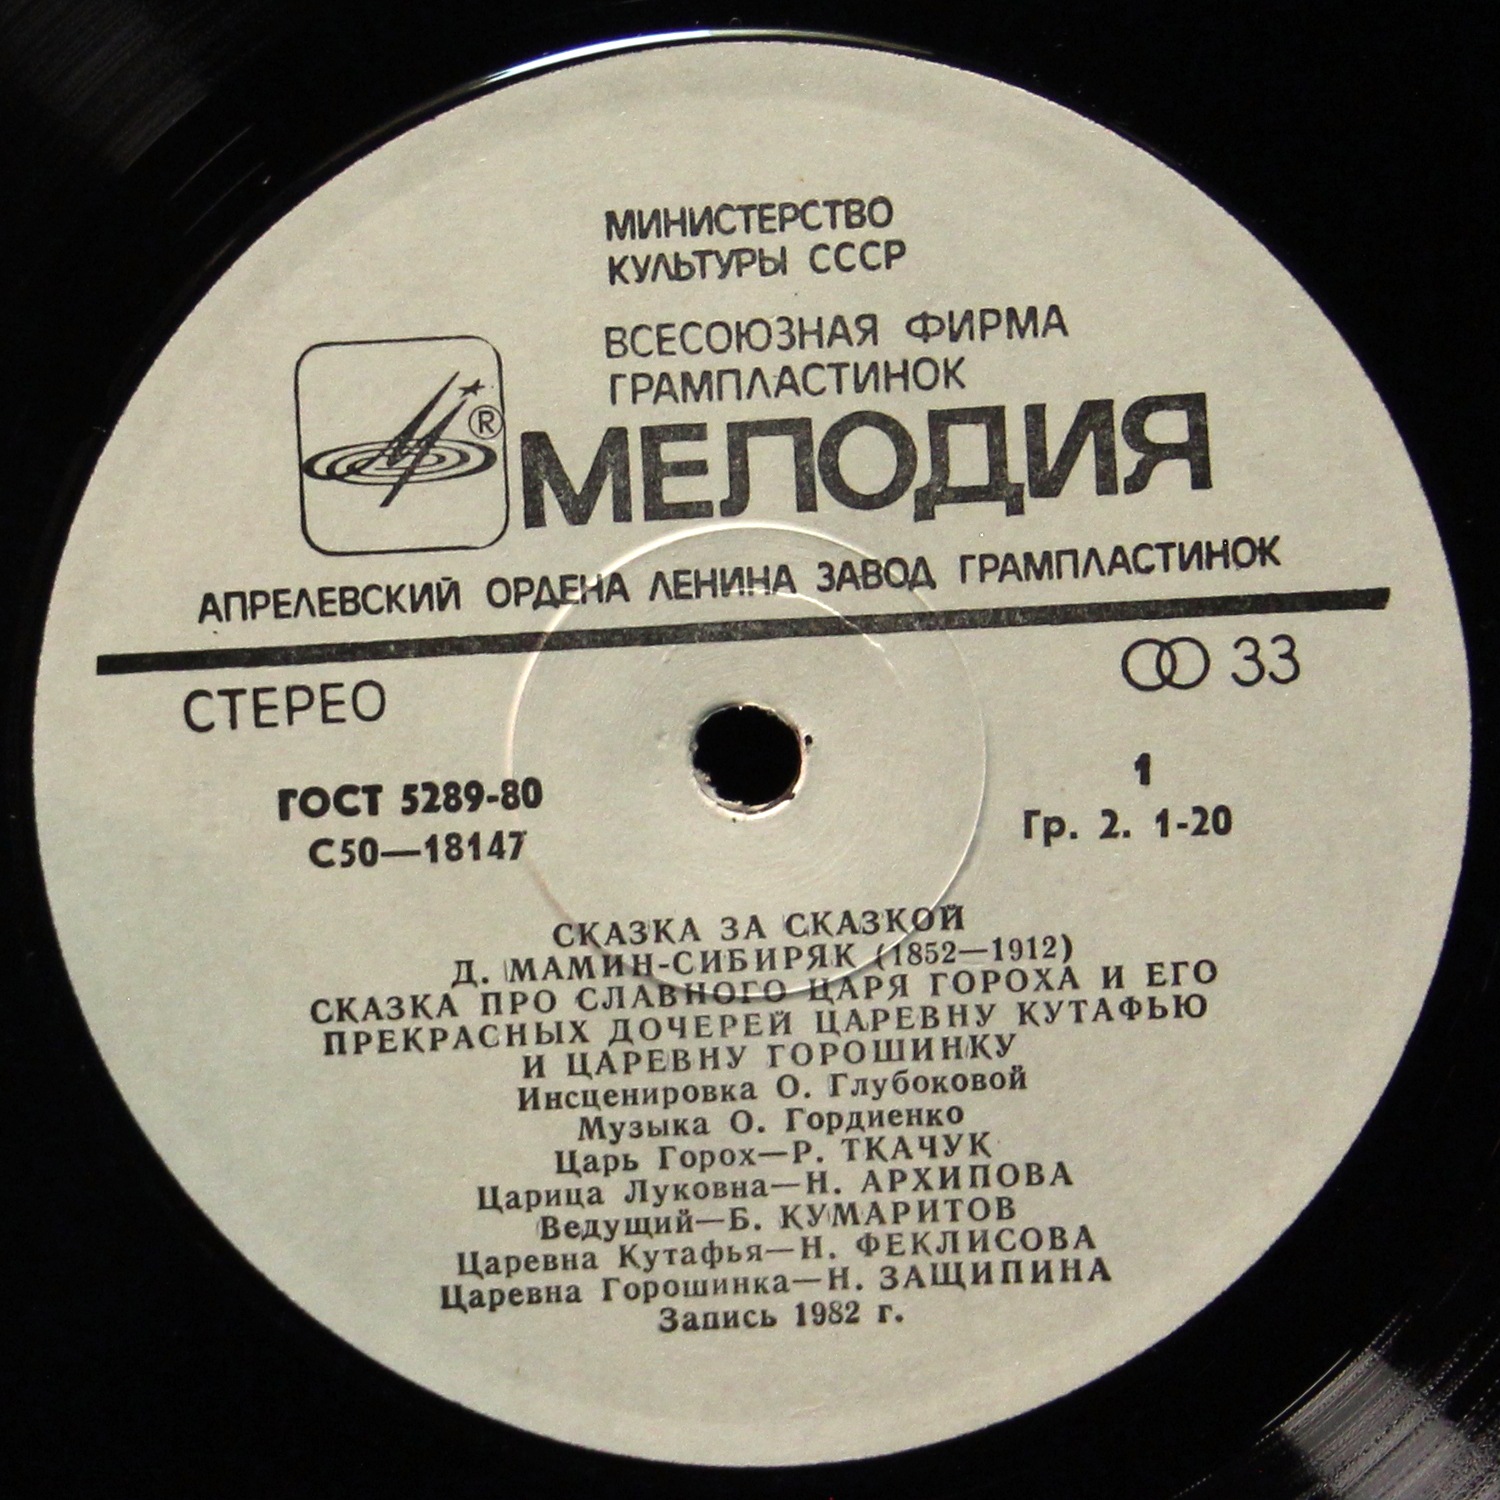 МИНИСТЕРСТВО
КУЛЬТУРЫ СССР
ВСЕСОЮЗНАЯ ФИРМА
ГРАМПЛАСТИНОК
®
МЕЛОДИЯ
АПРЕЛЕВСКИЙ ОРДЕНА ЛЕНИНА ЗАВОД ГРАМПЛАСТИНОК
СТЕРЕО
33
ГОСТ 5289-80
С50—18147
1
Гр. 2. 1-20
СКАЗКА ЗА СКАЗКОЙ
Д. МАМИН-СИБИРЯК (1852—1912)
СКАЗКА ПРО СЛАВНОГО ЦАРЯ ГОРОХА И ЕГО
ПРЕКРАСНЫХ ДОЧЕРЕЙ ЦАРЕВНУ КУТАФЬЮ
И ЦАРЕВНУ ГОРОШИНКУ
Инсценировка О. Глубоковой
Музыка О. Гордиенко
Царь Горох—Р. ТКАЧУК
Царица Луковна—Н. АРХИПОВА
Ведущий—Б. КУМАРИТОВ
Царевна Кутафья—Н. ФЕКЛИСОВА
Царевна Горошинка—Н. ЗАЩИПИНА
Запись 1982 г.